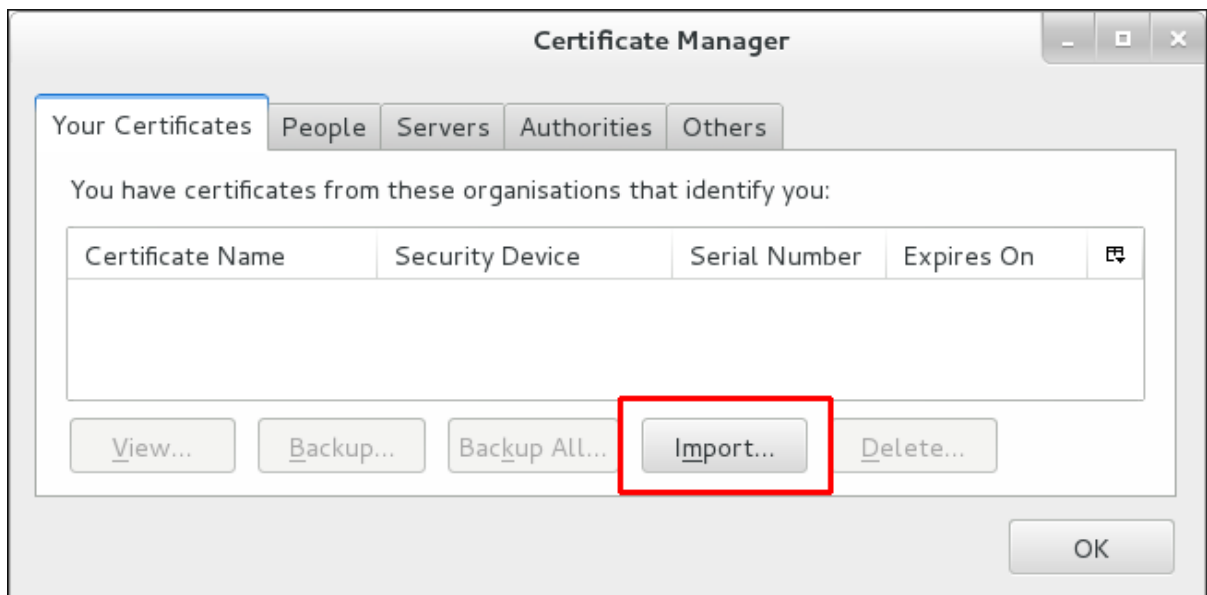 Certificate Manager
Your Certificates People Servers Authorities Others
You have certificates from these organisations that identify you:
Certificate Name Security Device Serial Number Expires On
View... Backup... Backup All... Import... Delete...
OK